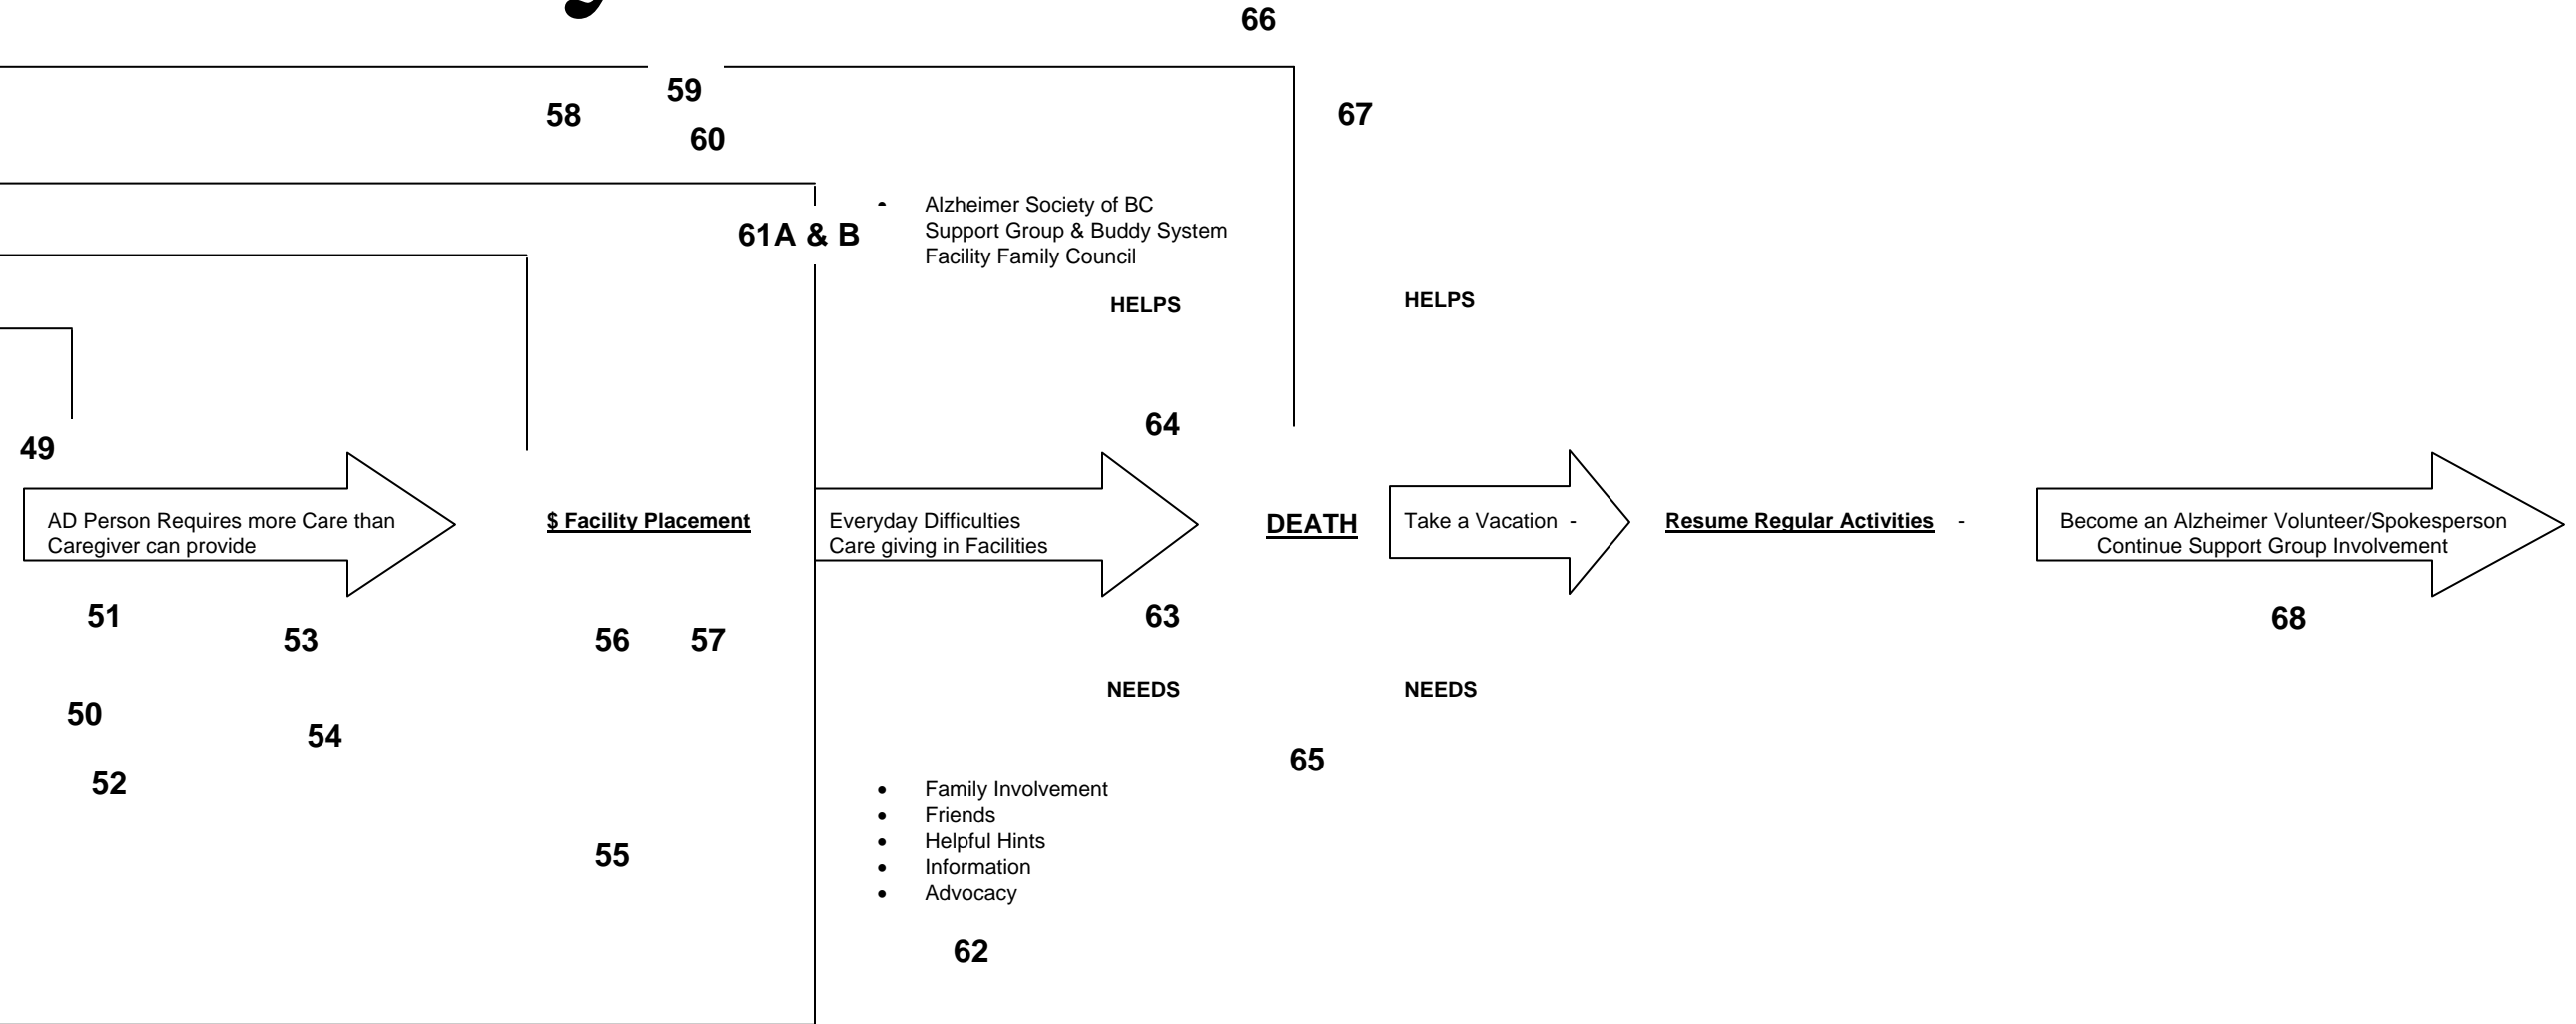 66
59
58
67
60
• Alzheimer Society of BC
61A & B
Support Group & Buddy System
Facility Family Council
HELPS
HELPS
64
49
AD Person Requires more Care than
Caregiver can provide
$ Facility Placement
Everyday Difficulties
Care giving in Facilities
DEATH
Take a Vacation -
Resume Regular Activities -
Become an Alzheimer Volunteer/Spokesperson
Continue Support Group Involvement
51
53
56
57
63
68
NEEDS
NEEDS
50
54
65
52
• Family Involvement
• Friends
• Helpful Hints
• Information
• Advocacy
55
62